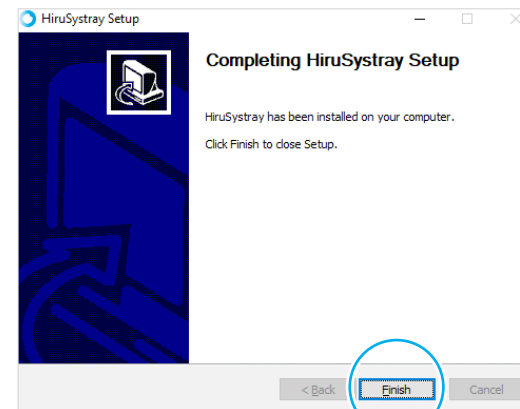 HiruSystray Setup
Completing HiruSystray Setup
HiruSystray has been installed on your computer.
Click Finish to close Setup.
< Back Finish Cancel